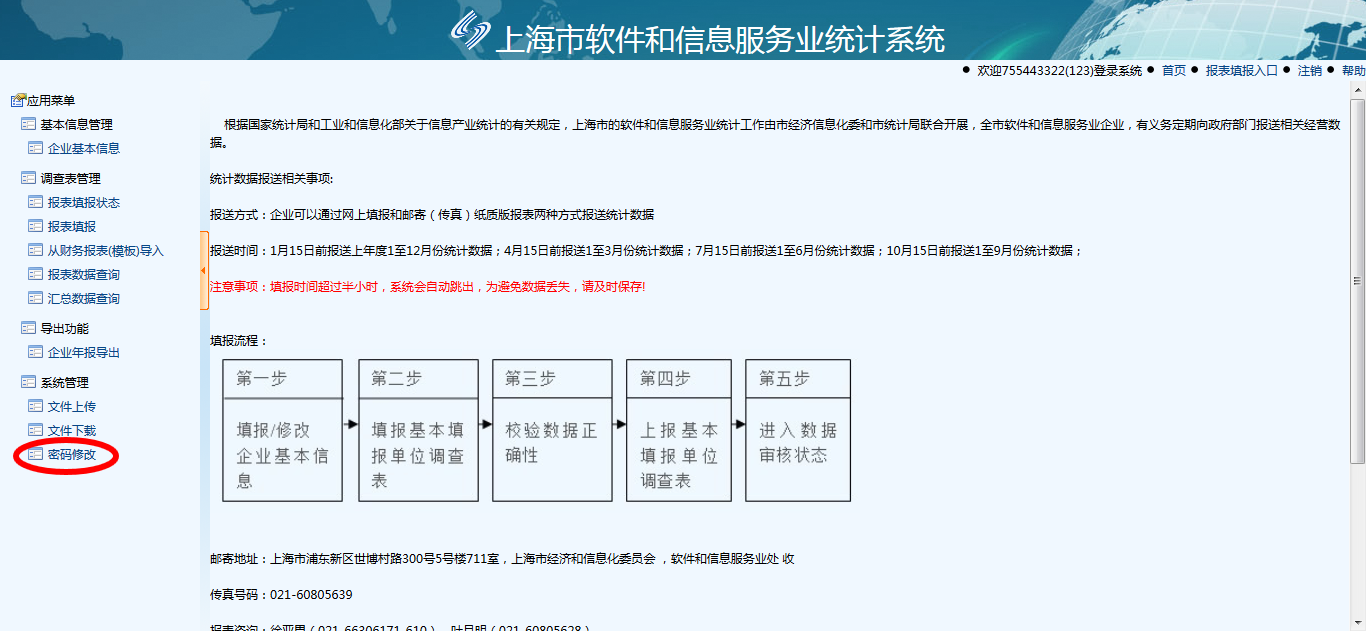 上海市软件和信息服务业统计系统
● 欢迎755443322(123)登录系统 ● 首页 ● 报表填报入口 ● 注销 ● 帮助
应用菜单
基本信息管理
企业基本信息
调查表管理
报表填报状态
报表填报
从财务报表(模板)导入
报表数据查询
汇总数据查询
导出功能
企业年报导出
系统管理
文件上传
文件下载
密码修改
根据国家统计局和工业和信息化部关于信息产业统计的有关规定，上海市的软件和信息服务业统计工作由市经济信息化委和市统计局联合开展，全市软件和信息服务业企业，有义务定期向政府部门报送相关经营数
据。
统计数据报送相关事项:
报送方式：企业可以通过网上填报和邮寄（传真）纸质版报表两种方式报送统计数据
报送时间：1月15日前报送上年度1至12月份统计数据；4月15日前报送1至3月份统计数据；7月15日前报送1至6月份统计数据；10月15日前报送1至9月份统计数据；
注意事项：填报时间超过半小时，系统会自动跳出，为避免数据丢失，请及时保存!
填报流程：
第一步
填报/修改
企业基本信
息
第二步
填报基本填
报单位调查
表
第三步
校验数据正
确性
第四步
上报基本
填报单位
调查表
第五步
进入数据
审核状态
邮寄地址：上海市浦东新区世博村路300号5号楼711室，上海市经济和信息化委员会 ，软件和信息服务业处 收
传真号码：021-60805639
报表咨询：徐亚男（021-66306171-610）、叶月明（021-60805628）